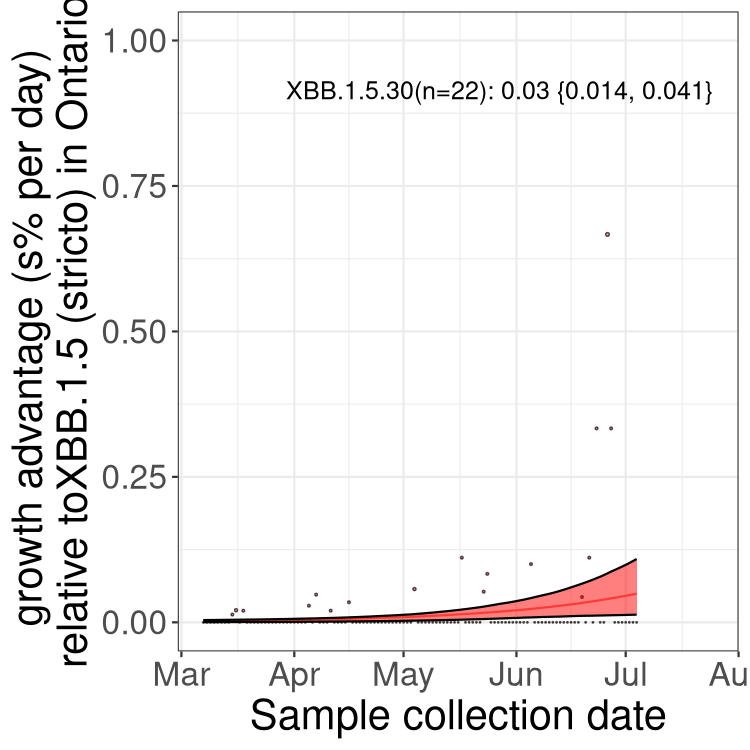 growth advantage (s% per day)
relative toXBB.1.5 (stricto) in Ontario
1.00
0.75
0.50
0.25
0.00
XBB.1.5.30(n=22): 0.03 {0.014, 0.041}
Mar Apr May Jun Jul Au
Sample collection date